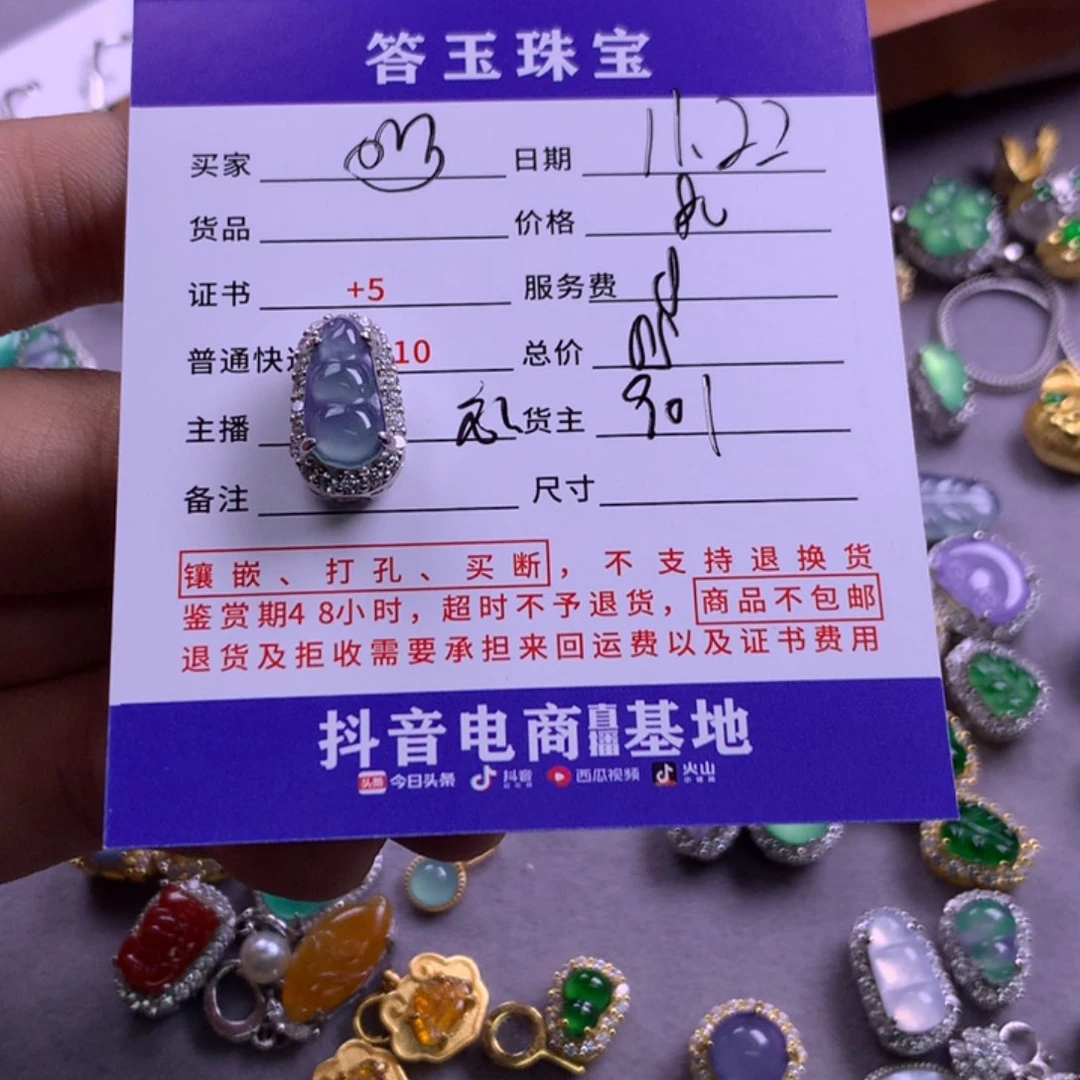 答玉珠宝
买家 日期 11.22
货品 价格
证书 +5 服务费
普通快 10 总价
主播 货主 901
备注 尺寸
镶嵌、打孔、买断，不支持退换货
鉴赏期48小时，超时不予退货，商品不包邮
退货及拒收需要承担来回运费以及证书费用
抖音电商直播基地
头条 今日头条 抖音 西瓜视频 火山